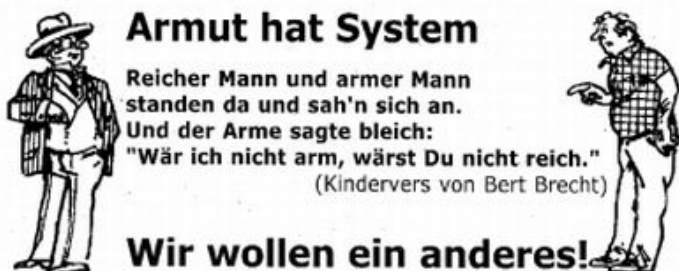 Armut hat System
Reicher Mann und armer Mann
standen da und sah'n sich an.
Und der Arme sagte bleich:
"Wär ich nicht arm, wärst Du nicht reich."
(Kindervers von Bert Brecht)
Wir wollen ein anderes!